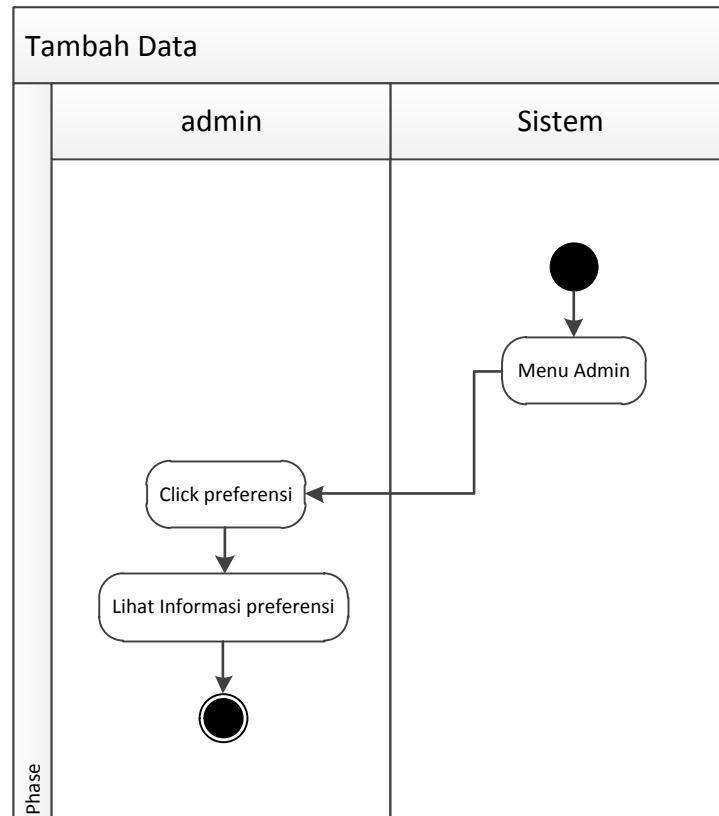 Tambah Data
admin
Sistem
Menu Admin
Click preferensi
Lihat Informasi preferensi
Phase